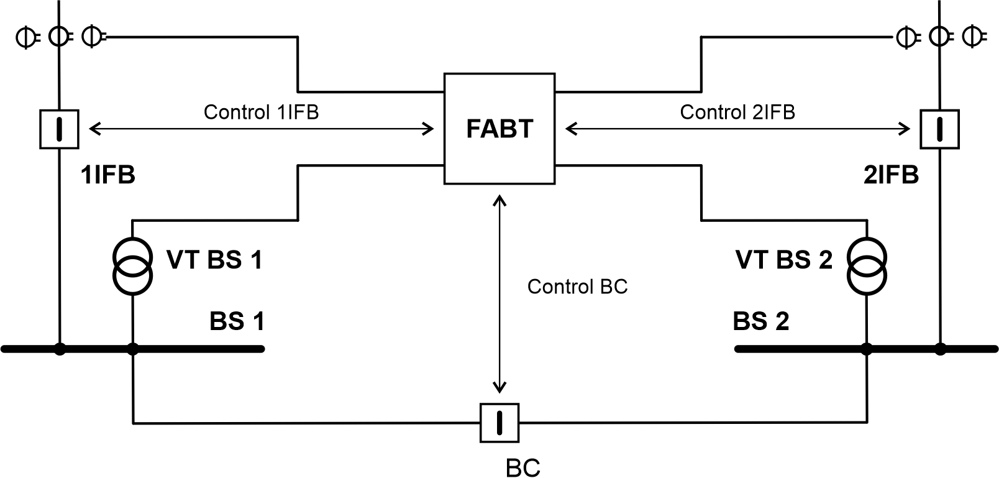 Control 1IFB
FABT
Control 2IFB
1IFB
2IFB
VT BS 1
VT BS 2
Control BC
BS 1
BS 2
BC